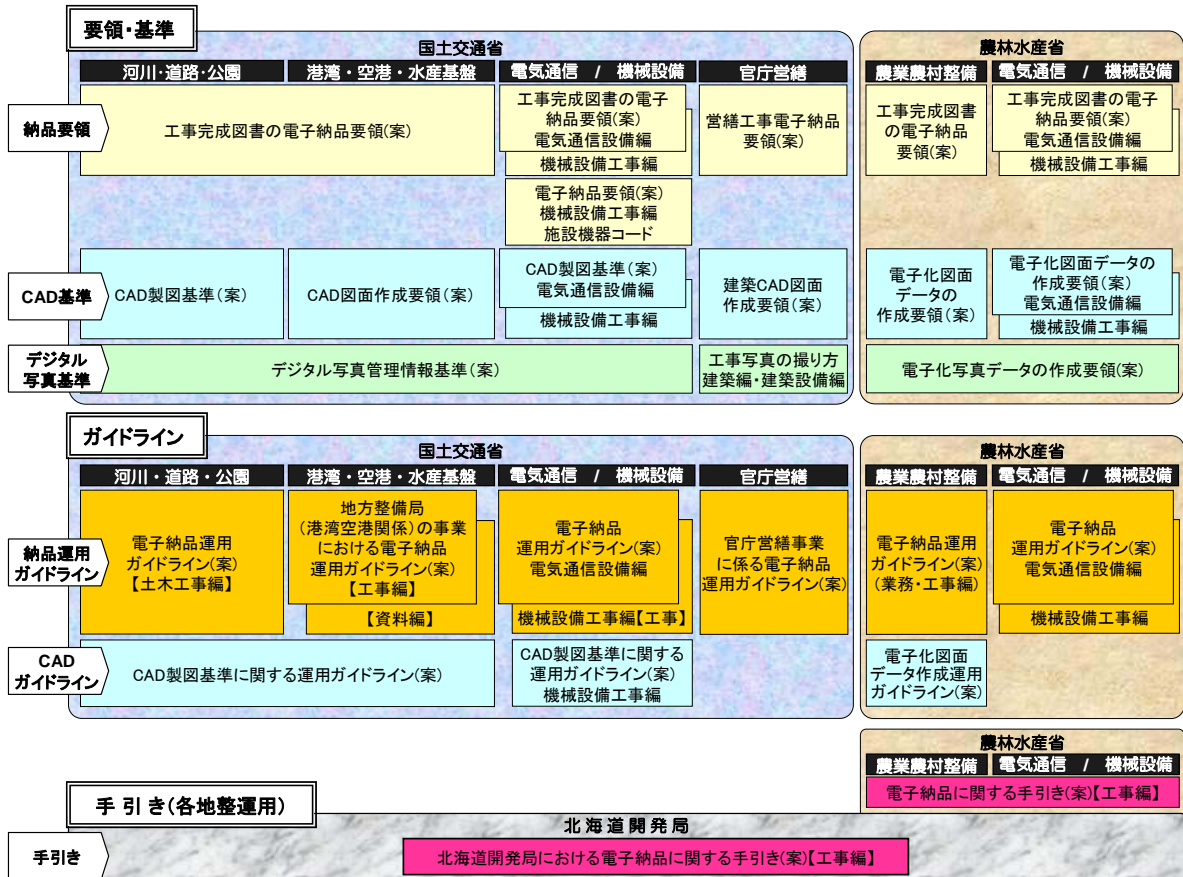 要領・基準
国土交通省
農林水産省
河川・道路・公園
港湾・空港・水産基盤
電気通信 / 機械設備
官庁営繕
農業農村整備
電気通信 / 機械設備
納品要領
工事完成図書の電子納品要領(案)
工事完成図書の電子
納品要領(案)
電気通信設備編
機械設備工事編
電子納品要領(案)
機械設備工事編
施設機器コード
営繕工事電子納品
要領(案)
工事完成図書
の電子納品
要領(案)
工事完成図書の電子
納品要領(案)
電気通信設備編
機械設備工事編
CAD基準
CAD製図基準(案)
CAD図面作成要領(案)
CAD製図基準(案)
電気通信設備編
機械設備工事編
建築CAD図面
作成要領(案)
電子化図面
データの
作成要領(案)
電子化図面データの
作成要領(案)
電気通信設備編
機械設備工事編
デジタル
写真基準
デジタル写真管理情報基準(案)
工事写真の撮り方
建築編・建築設備編
電子化写真データの作成要領(案)
ガイドライン
国土交通省
農林水産省
河川・道路・公園
港湾・空港・水産基盤
電気通信 / 機械設備
官庁営繕
農業農村整備
電気通信 / 機械設備
納品運用
ガイドライン
電子納品運用
ガイドライン(案)
【土木工事編】
地方整備局
(港湾空港関係)の事業
における電子納品
運用ガイドライン(案)
【工事編】
【資料編】
電子納品
運用ガイドライン(案)
電気通信設備編
機械設備工事編【工事】
官庁営繕事業
に係る電子納品
運用ガイドライン(案)
電子納品運用
ガイドライン(案)
(業務・工事編)
電子納品
運用ガイドライン(案)
電気通信設備編
機械設備工事編
CAD
ガイドライン
CAD製図基準に関する運用ガイドライン(案)
CAD製図基準に関する
運用ガイドライン(案)
機械設備工事編
電子化図面
データ作成運用
ガイドライン(案)
農林水産省
農業農村整備
電気通信 / 機械設備
電子納品に関する手引き(案)【工事編】
手 引 き(各地整運用)
北海道開発局
手引き
北海道開発局における電子納品に関する手引き(案)【工事編】